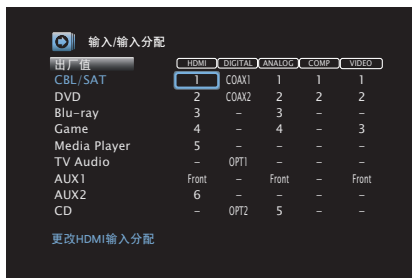 输入/输入分配
出厂值 HDMI DIGITAL ANALOG COMP VIDEO
CBL/SAT 1 COAX1 1 1 1
DVD 2 COAX2 2 2 2
Blu-ray 3 – 3 – –
Game 4 – 4 – 3
Media Player 5 – – – –
TV Audio – OPT1 – – –
AUX1 Front – Front – Front
AUX2 6 – – – –
CD – OPT2 5 – –
更改HDMI输入分配